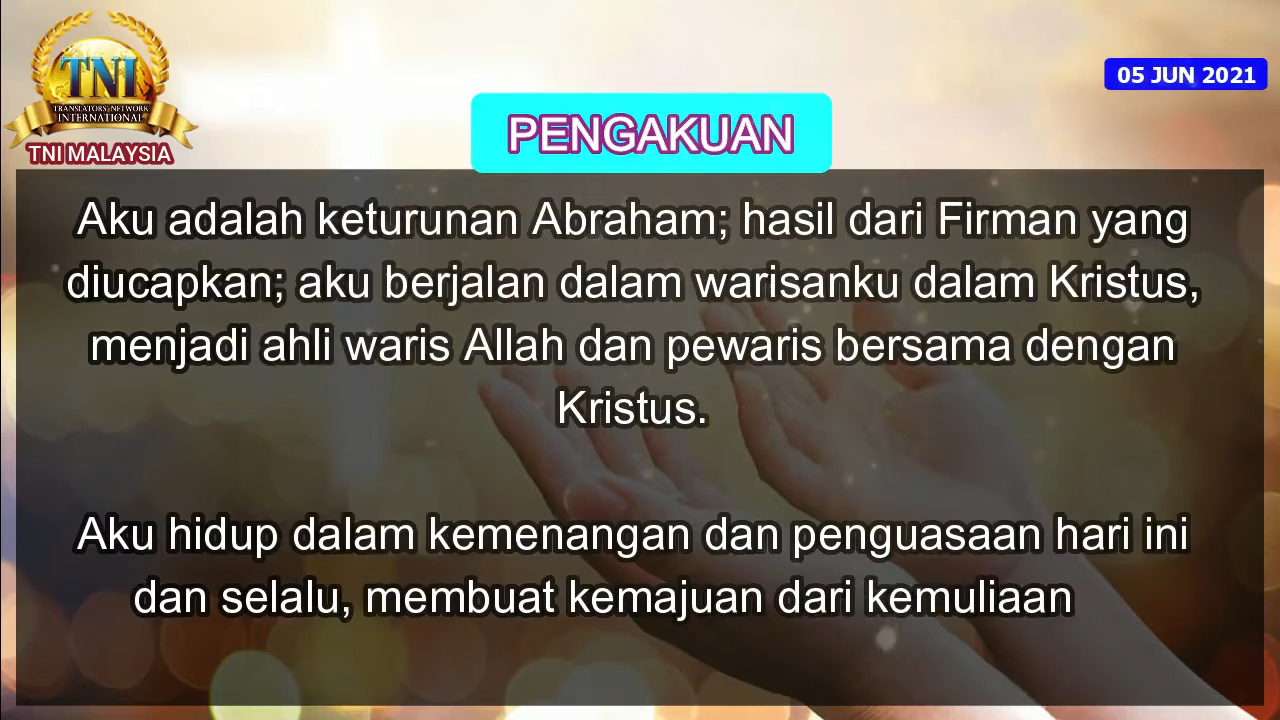 TNI
TRANSLATORS' NETWORK
INTERNATIONAL
TNI MALAYSIA
05 JUN 2021
PENGAKUAN
Aku adalah keturunan Abraham; hasil dari Firman yang
diucapkan; aku berjalan dalam warisanku dalam Kristus,
menjadi ahli waris Allah dan pewaris bersama dengan
Kristus.
Aku hidup dalam kemenangan dan penguasaan hari ini
dan selalu, membuat kemajuan dari kemuliaan